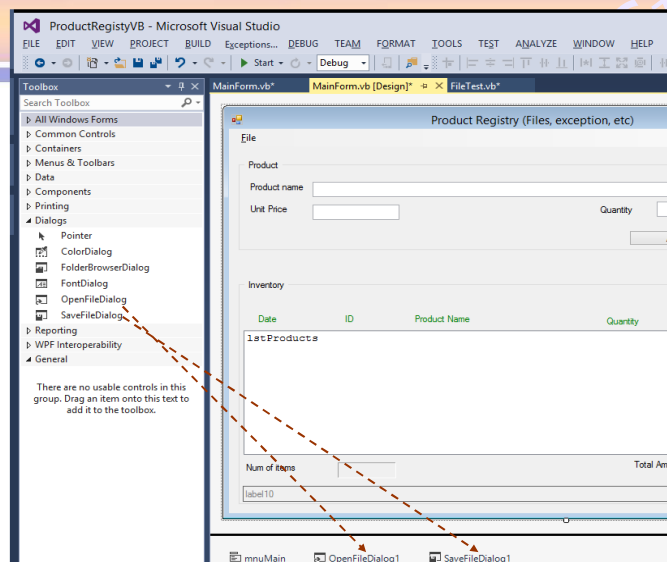 ProductRegistyVB - Microsoft Visual Studio
FILE EDIT VIEW PROJECT BUILD Exceptions... DEBUG TEAM FORMAT TOOLS TEST ANALYZE WINDOW HELP
Start Debug
Toolbox
MainForm.vb* MainForm.vb [Design]* FileTest.vb*
Search Toolbox
All Windows Forms
Common Controls
Containers
Menus & Toolbars
Data
Components
Printing
Dialogs
Pointer
ColorDialog
FolderBrowserDialog
FontDialog
OpenFileDialog
SaveFileDialog
Reporting
WPF Interoperability
General
There are no usable controls in this
group. Drag an item onto this text to
add it to the toolbox.
Product Registry (Files, exception, etc)
File
Product
Product name
Unit Price Quantity
Inventory
Date ID Product Name Quantity
lstProducts
Num of items Total Am
label10
mnuMain OpenFileDialog1 SaveFileDialog1